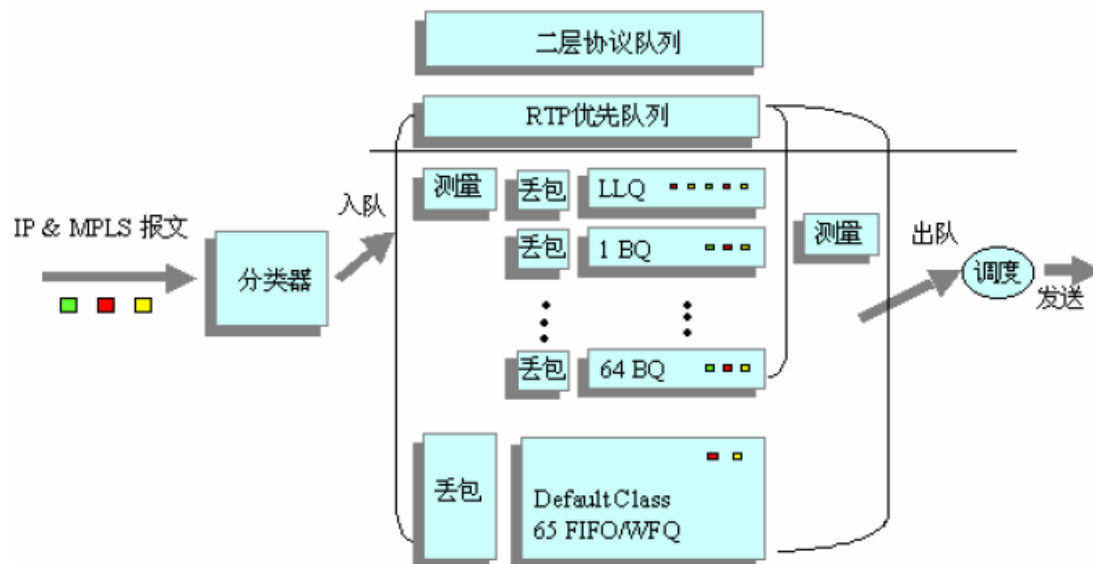 二层协议队列
RTP优先队列
IP & MPLS 报文
分类器
入队
测量
丢包
LLQ
丢包
1 BQ
丢包
64 BQ
测量
丢包
DefaultClass
65 FIFO/WFQ
出队
调度
发送